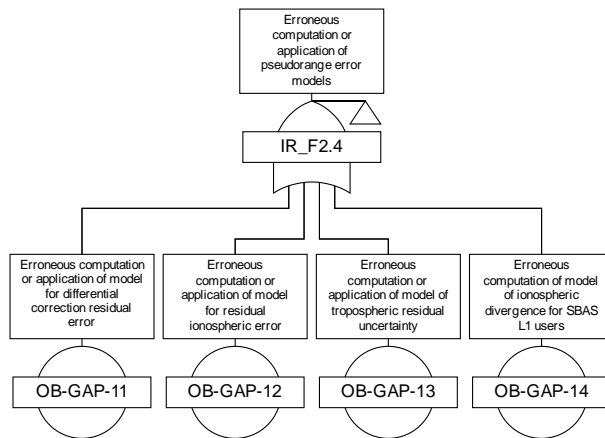 Erroneous
computation or
application of
pseudorange error
models
IR_F2.4
Erroneous computation
or application of model
for differential
correction residual
error
Erroneous
computation or
application of model
for residual
ionospheric error
Erroneous
computation or
application of model of
tropospheric residual
uncertainty
Erroneous
computation of model
of ionospheric
divergence for SBAS
L1 users
OB-GAP-11
OB-GAP-12
OB-GAP-13
OB-GAP-14